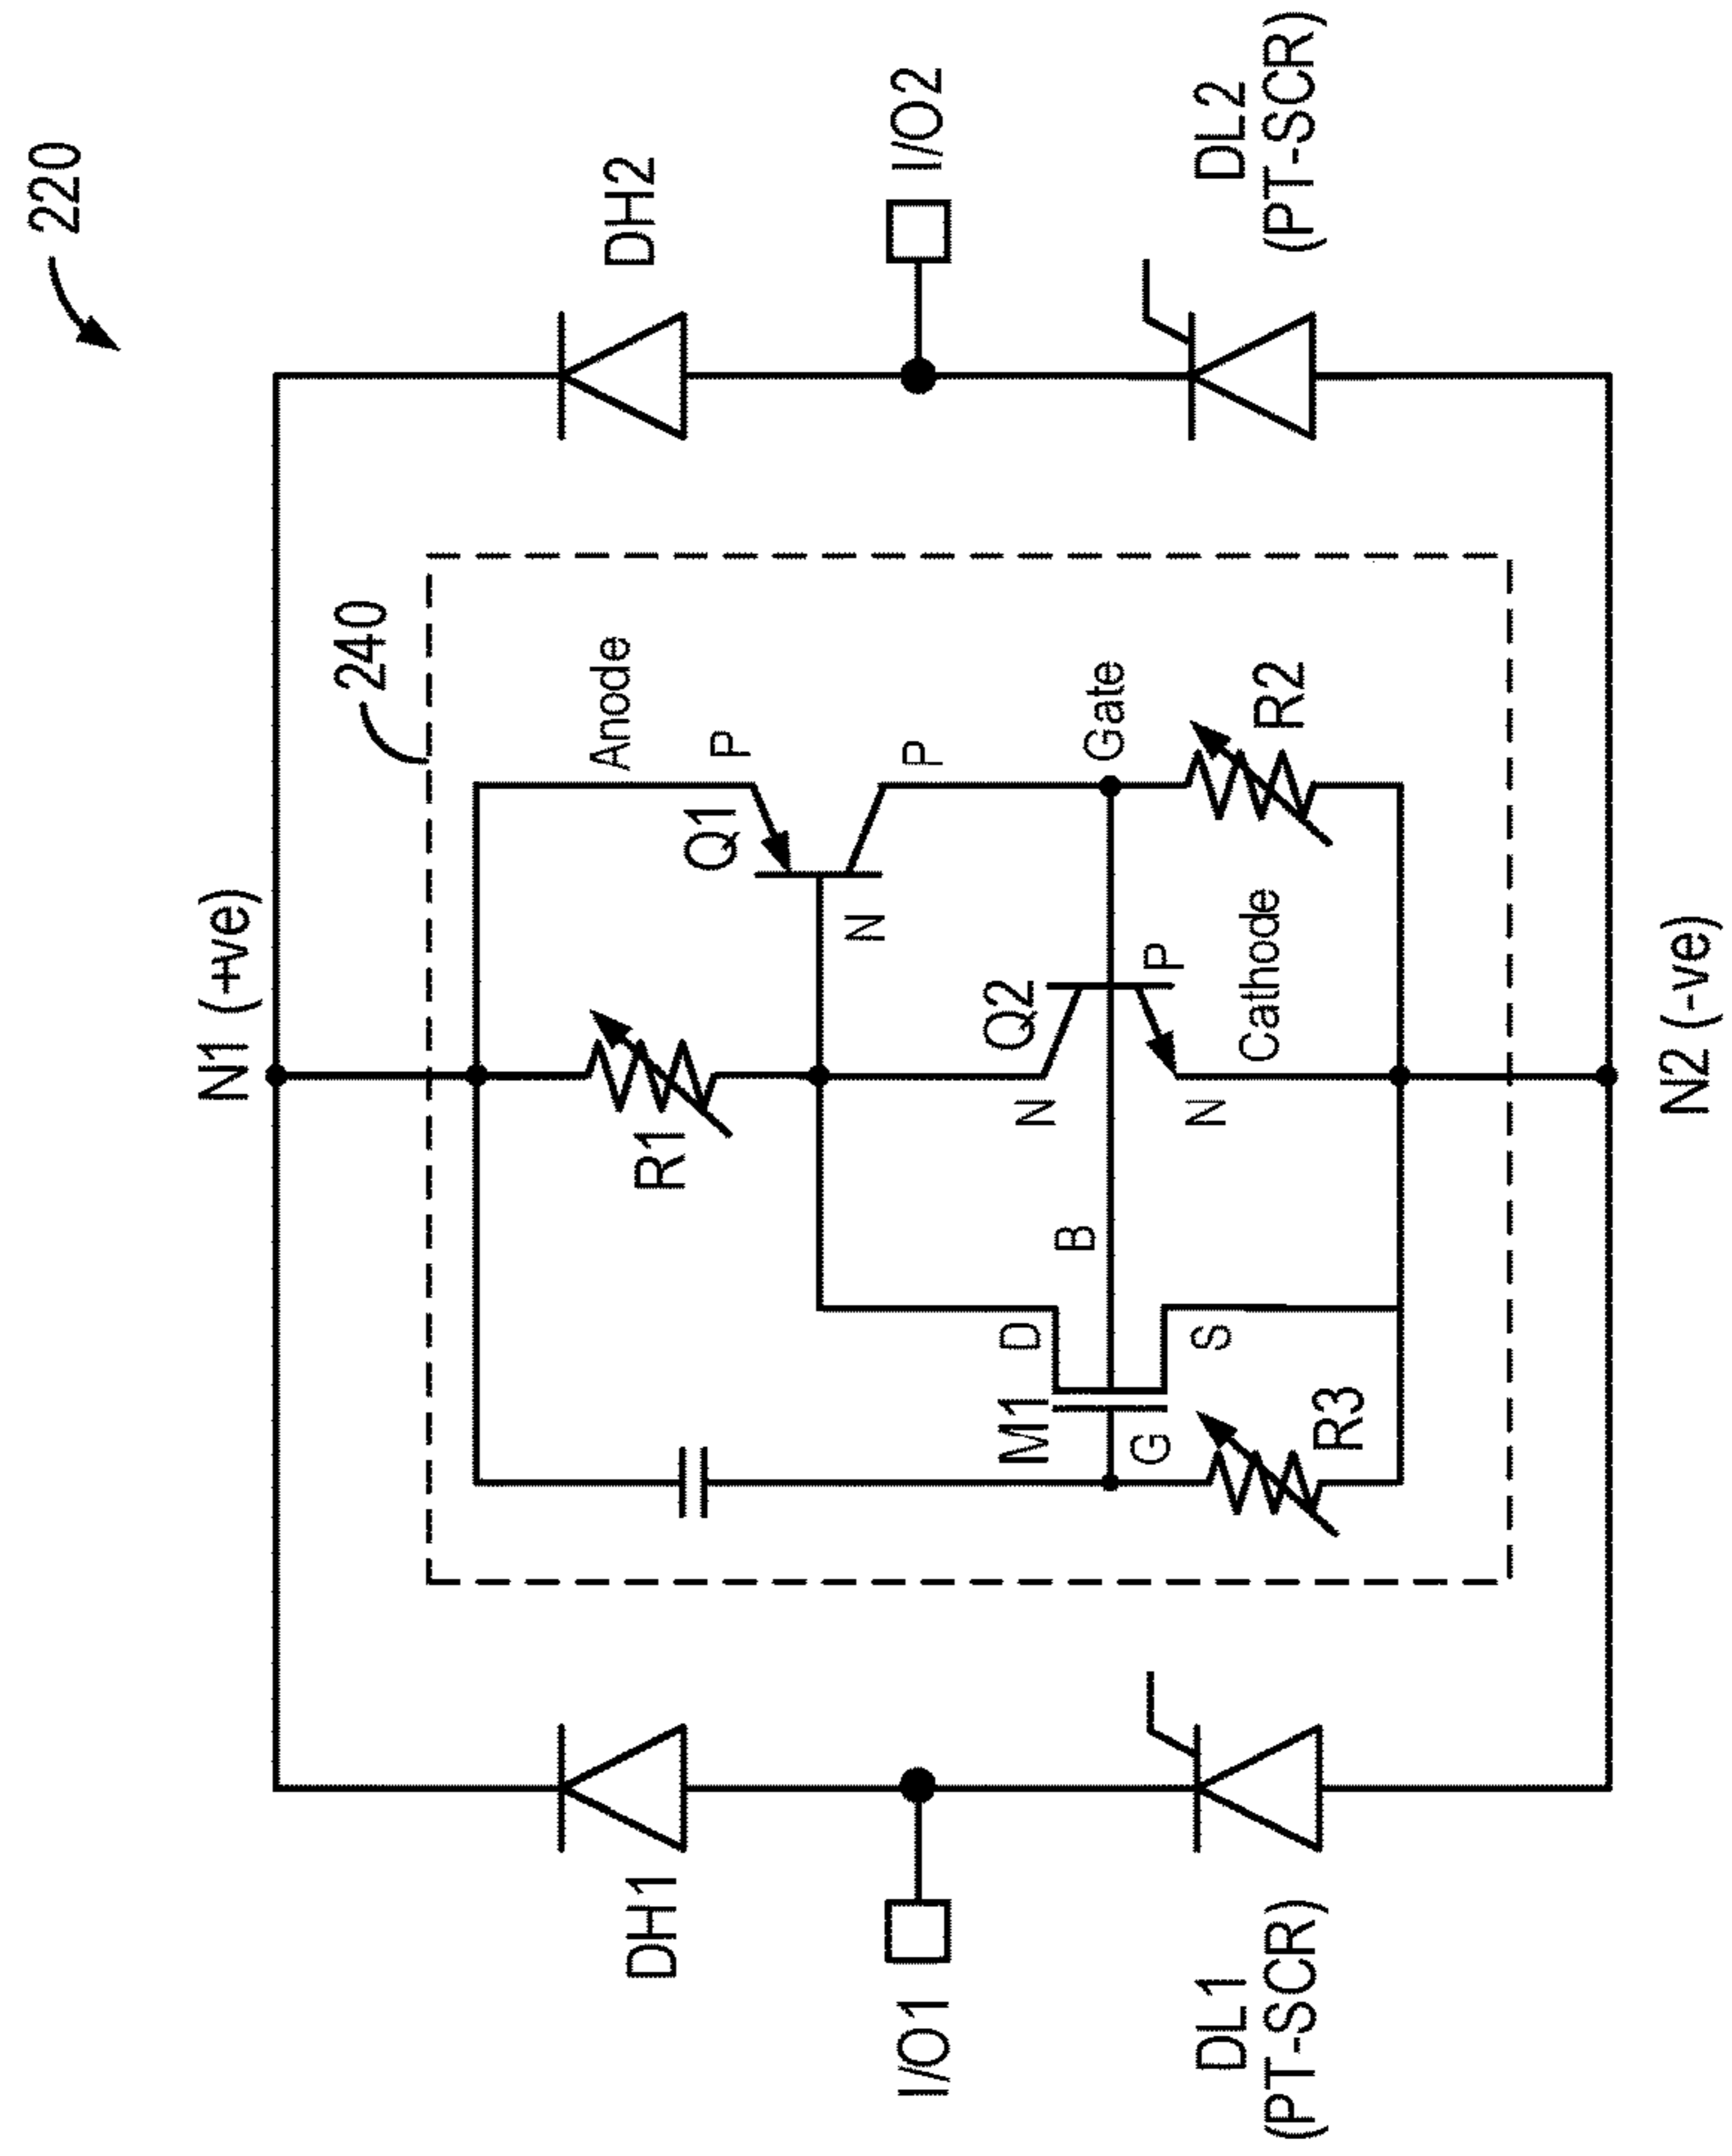 220
N1 (+ve)
240
DH1
DH2
Anode
R1
Q1
P
N
P
I/O1
I/O2
M1
D
N
Q2
B
Gate
G
P
S
N
Cathode
R3
R2
DL1
(PT-SCR)
DL2
(PT-SCR)
N2 (-ve)